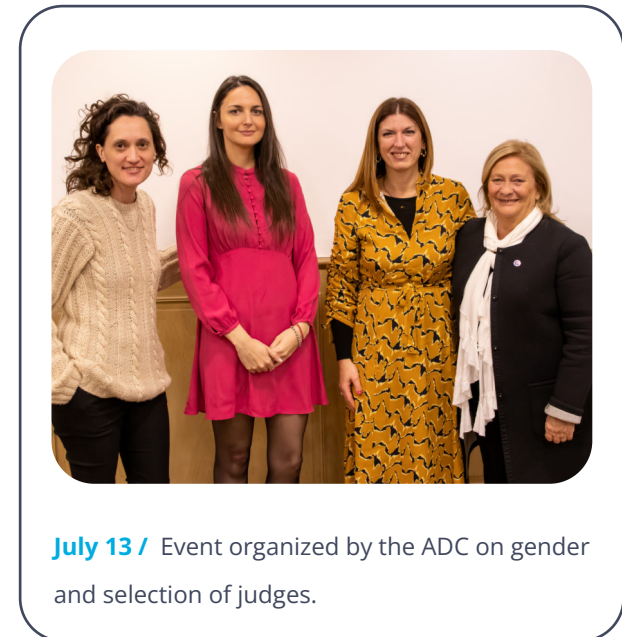 July 13 / Event organized by the ADC on gender
and selection of judges.